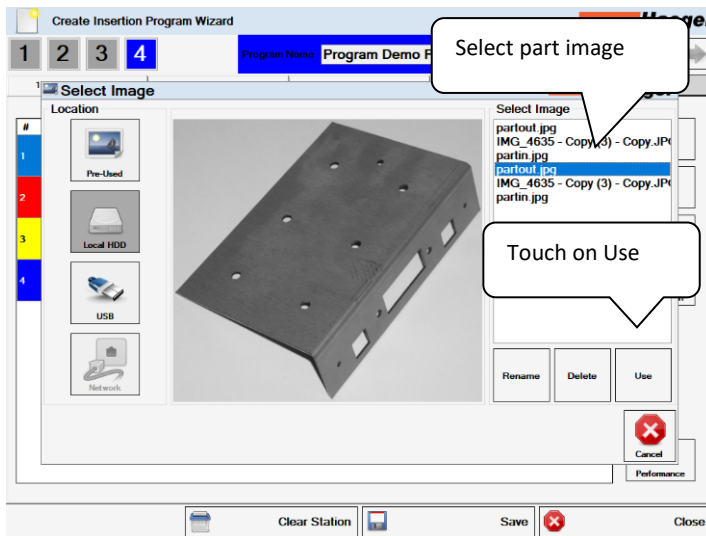 Create Insertion Program Wizard
1 2 3 4
Program Name Program Demo
Select part image
Select Image
Location
Select Image
Pre-Used
Local HDD
USB
Network
partout.jpg
IMG_4635 - Copy (3) - Copy.JP
partin.jpg
partout.jpg
IMG_4635 - Copy (3) - Copy.JP
partin.jpg
Touch on Use
#
1
2
3
4
Rename Delete Use
Cancel
Performance
Clear Station Save Close